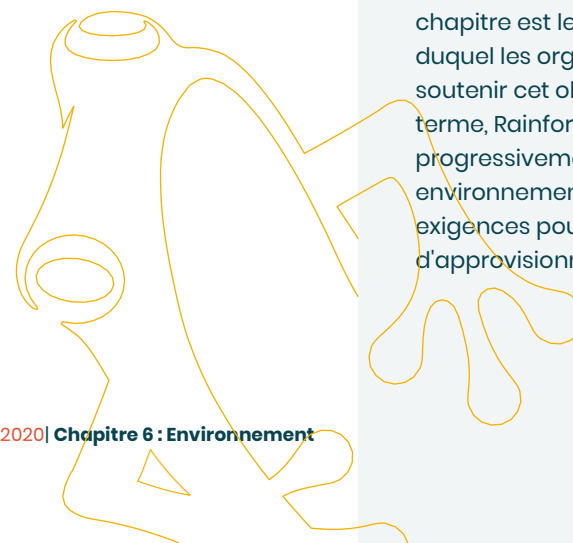 chapitre est le
duquel les org
soutenir cet o
terme, Rainfor
progressiveme
environnemen
exigences pou
d'approvisionn
2020| Chapitre 6 : Environnement